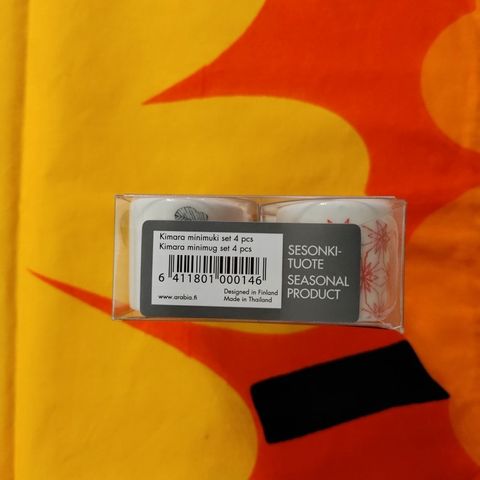 Kimara minimuki set 4 pcs
Kimara minimug set 4 pcs
6 411801 000146
www.arabia.fi
Designed in Finland
Made in Thailand
SESONKI-
TUOTE
SEASONAL
PRODUCT